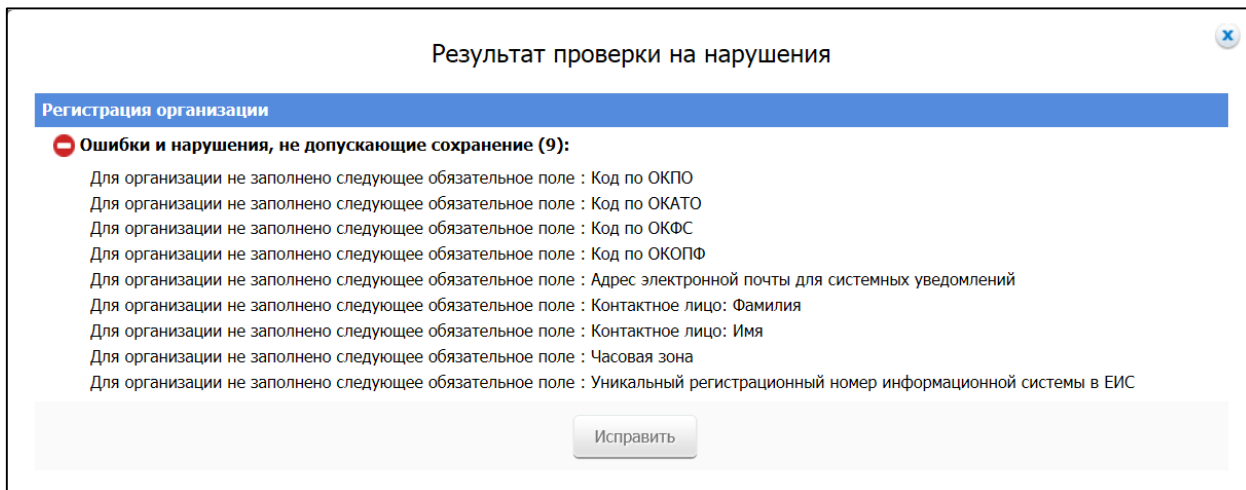 Результат проверки на нарушения
Регистрация организации
Ошибки и нарушения, не допускающие сохранение (9):
Для организации не заполнено следующее обязательное поле : Код по ОКПО
Для организации не заполнено следующее обязательное поле : Код по ОКАТО
Для организации не заполнено следующее обязательное поле : Код по ОКФС
Для организации не заполнено следующее обязательное поле : Код по ОКОПФ
Для организации не заполнено следующее обязательное поле : Адрес электронной почты для системных уведомлений
Для организации не заполнено следующее обязательное поле : Контактное лицо: Фамилия
Для организации не заполнено следующее обязательное поле : Контактное лицо: Имя
Для организации не заполнено следующее обязательное поле : Часовая зона
Для организации не заполнено следующее обязательное поле : Уникальный регистрационный номер информационной системы в ЕИС
Исправить